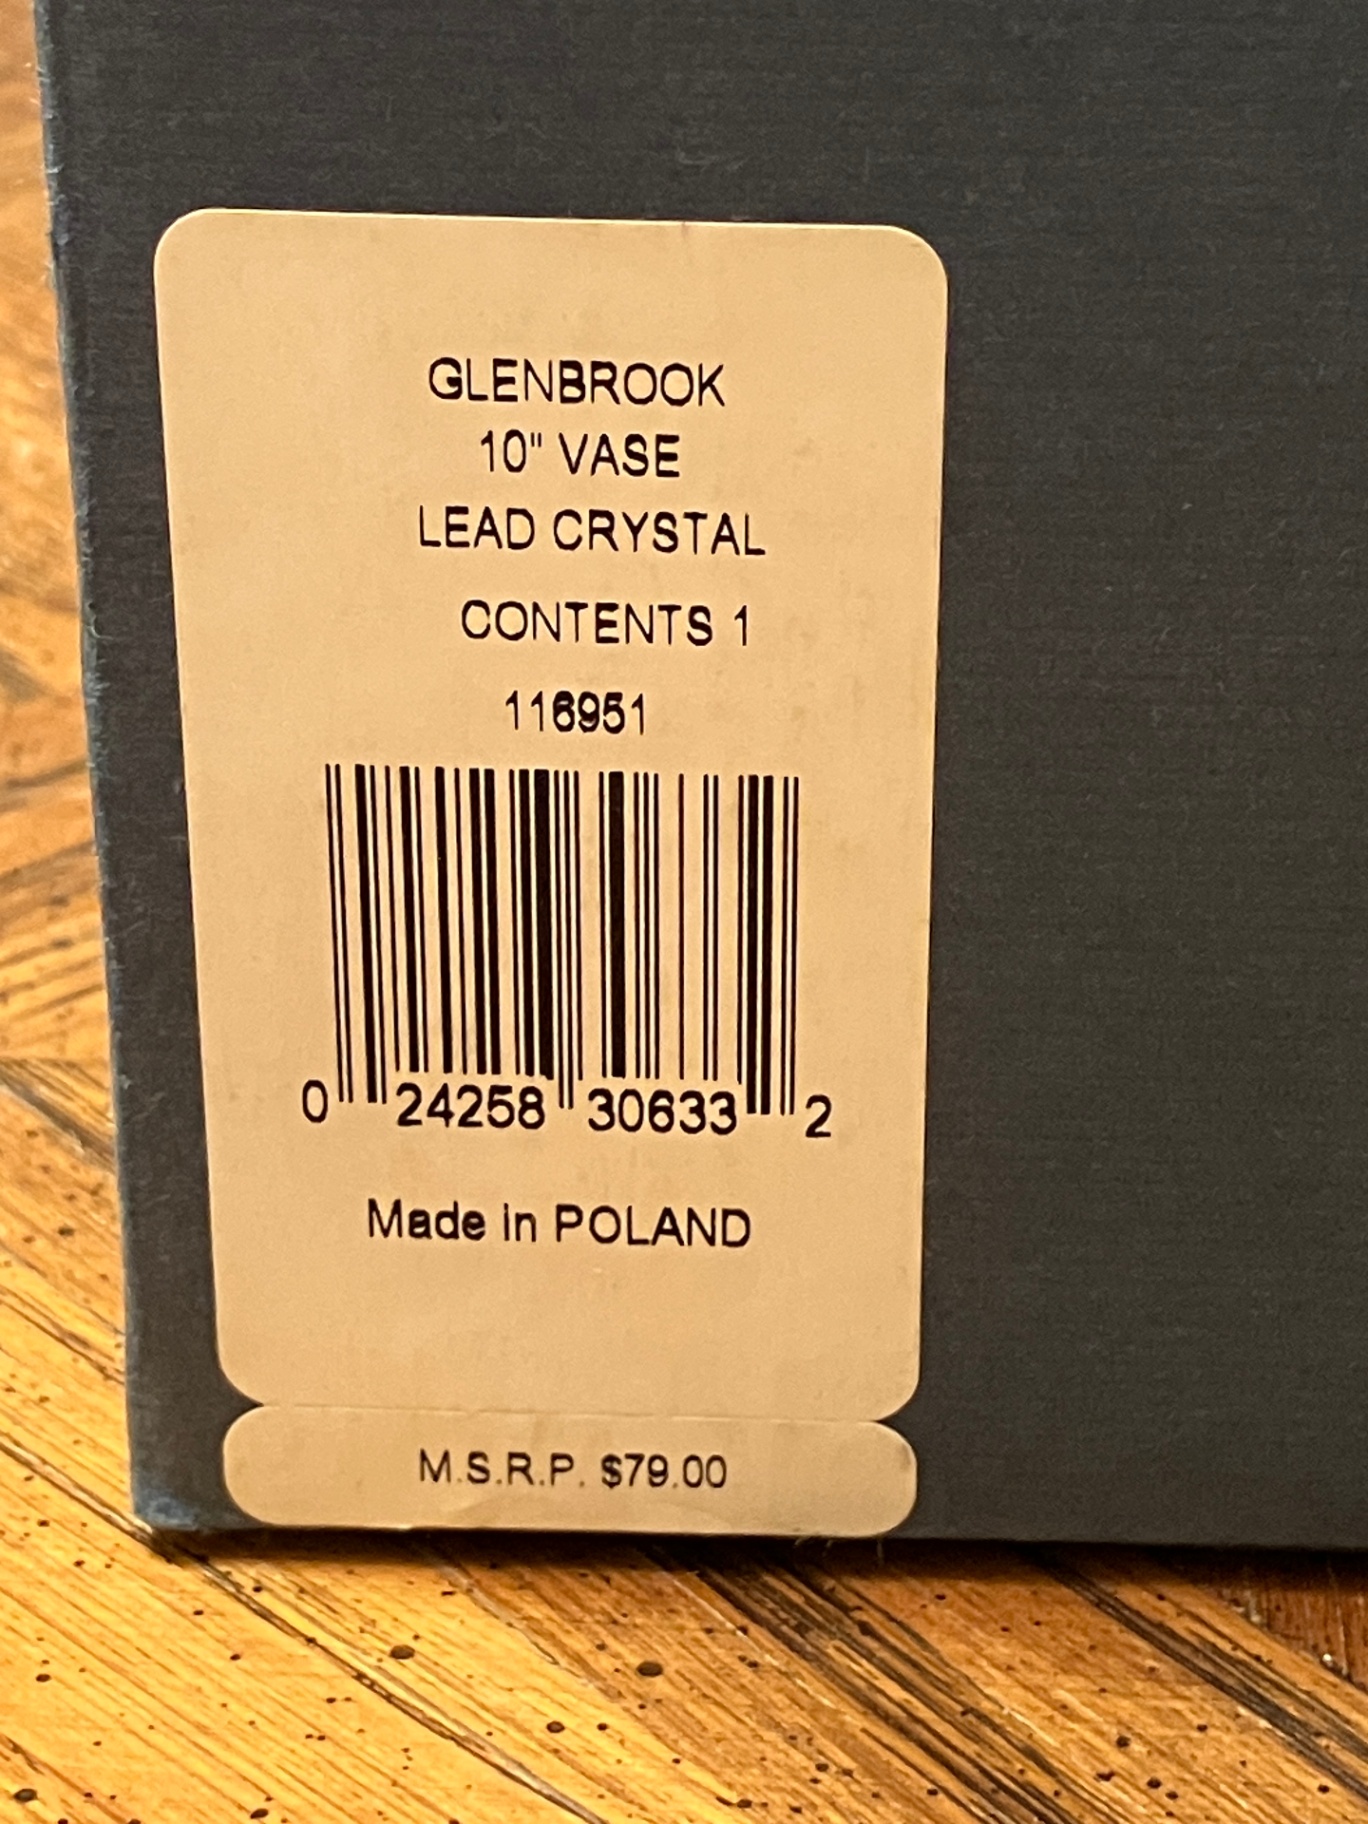 GLENBROOK
10" VASE
LEAD CRYSTAL
CONTENTS 1
116951
0 24258 30633 2
Made in POLAND
M.S.R.P. $79.00